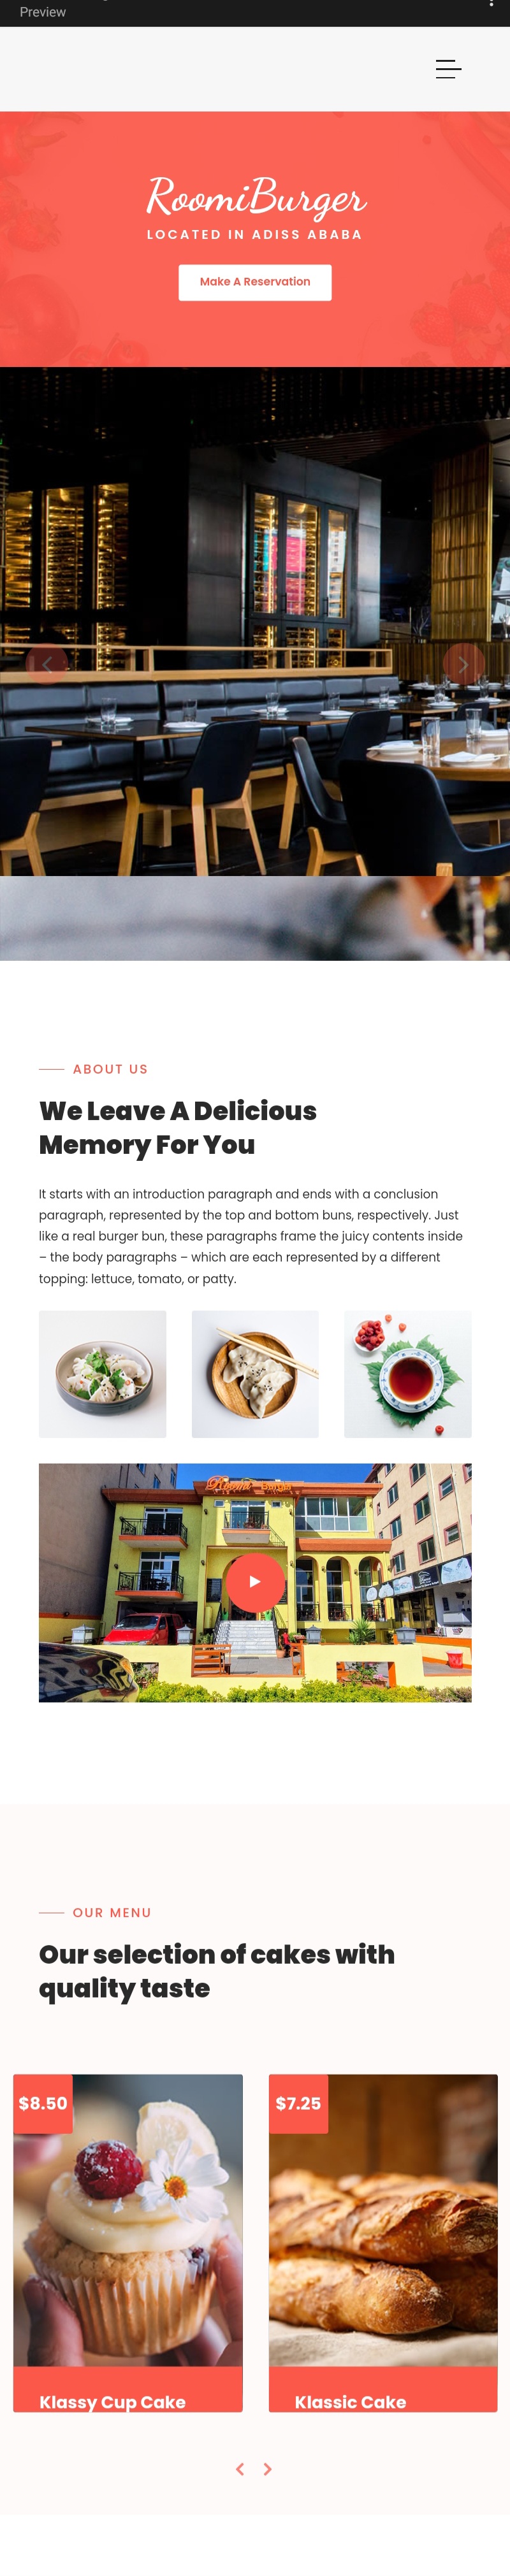 Preview
RoomiBurger
LOCATED IN ADISS ABABA
Make A Reservation
ABOUT US
We Leave A Delicious
Memory For You
It starts with an introduction paragraph and ends with a conclusion
paragraph, represented by the top and bottom buns, respectively. Just
like a real burger bun, these paragraphs frame the juicy contents inside
– the body paragraphs – which are each represented by a different
topping: lettuce, tomato, or patty.
Roomi Burger
OUR MENU
Our selection of cakes with
quality taste
$8.50
$7.25
Klassy Cup Cake
Klassic Cake